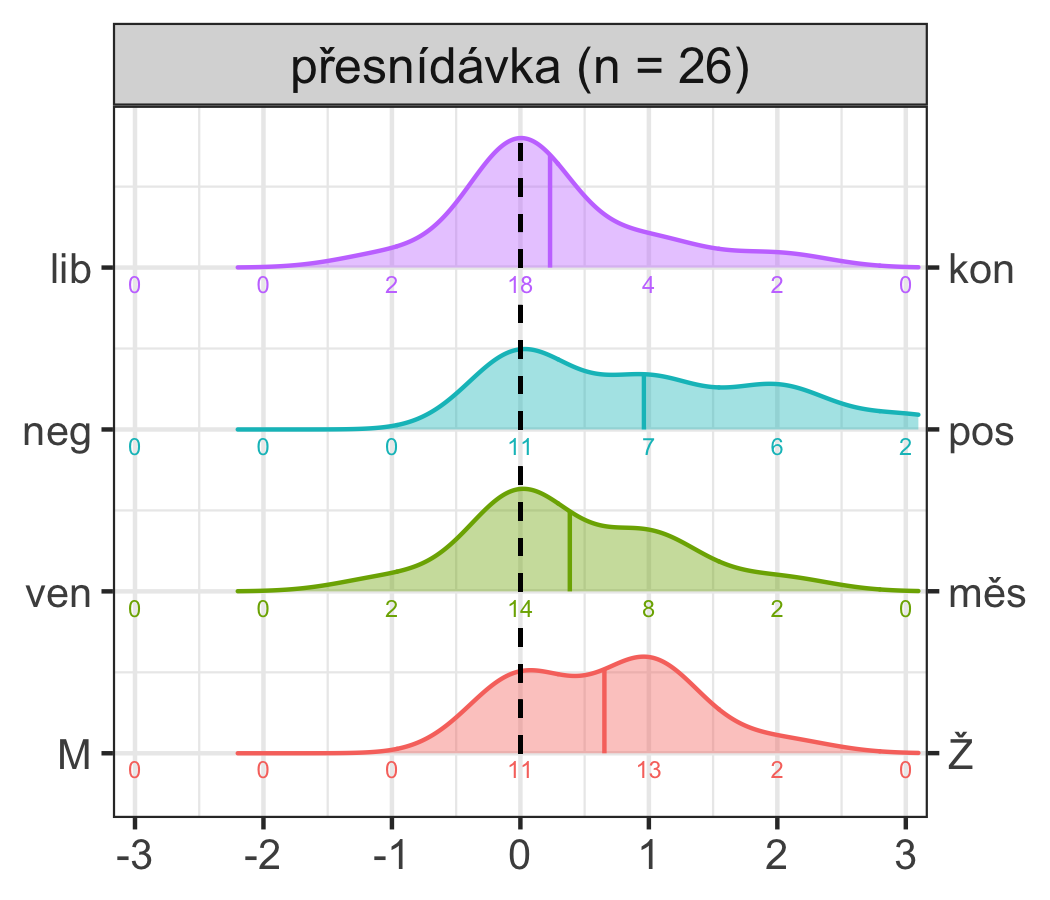 přesnídávka (n = 26)
lib kon
0 0 2 18 4 2 0
neg pos
0 0 0 11 7 6 2
ven měs
0 0 2 14 8 2 0
M Ž
0 0 0 11 13 2 0
-3 -2 -1 0 1 2 3